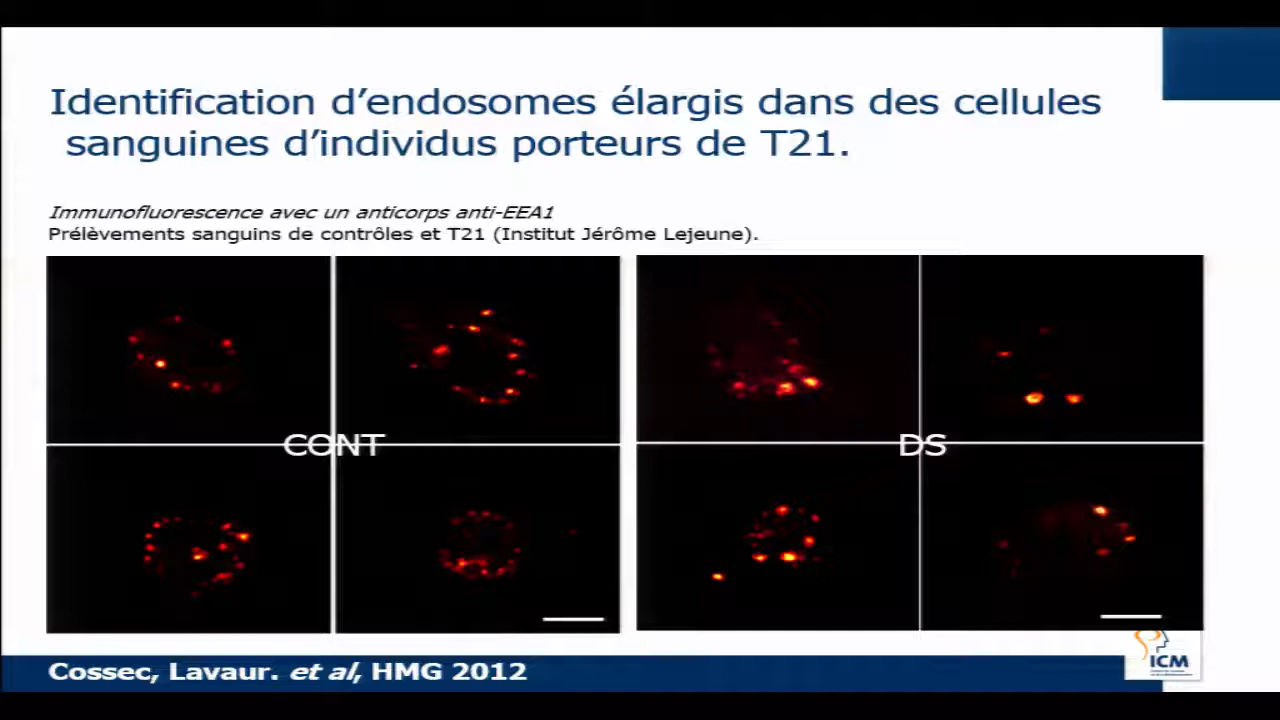 Identification d’endosomes élargis dans des cellules
sanguines d’individus porteurs de T21.
Immunofluorescence avec un anticorps anti-EEA1
Prélèvements sanguins de contrôles et T21 (Institut Jérôme Lejeune).
CONT
DS
Cossec, Lavaur. et al, HMG 2012
ICM